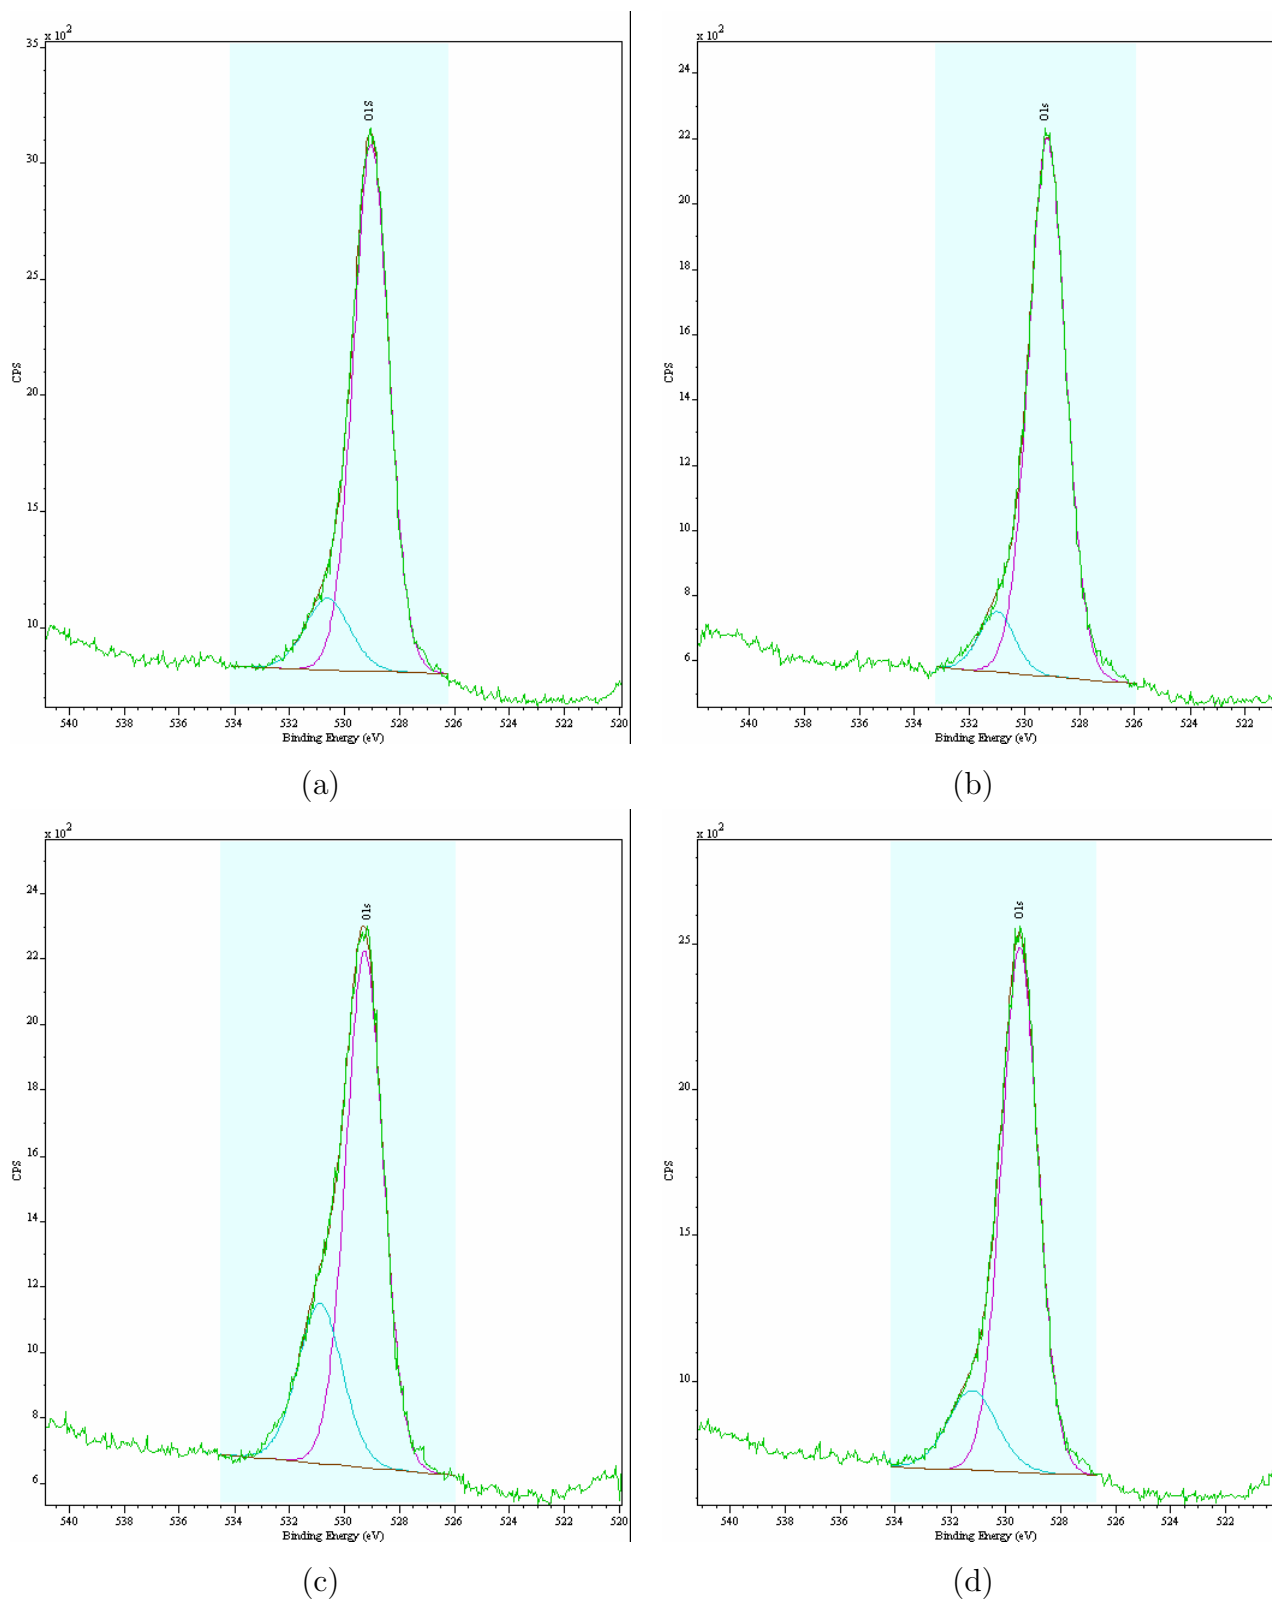 x 10²
O1S
35
30
25
20
15
10
CPS
540 538 536 534 532 530 528 526 524 522 520
Binding Energy (eV)
(a)
x 10²
O1s
24
22
20
18
16
14
12
10
8
6
CPS
540 538 536 534 532 530 528 526 524 522
Binding Energy (eV)
(b)
x 10²
O1s
24
22
20
18
16
14
12
10
8
6
CPS
540 538 536 534 532 530 528 526 524 522 520
Binding Energy (eV)
(c)
x 10²
O1s
25
20
15
10
CPS
540 538 536 534 532 530 528 526 524 522
Binding Energy (eV)
(d)